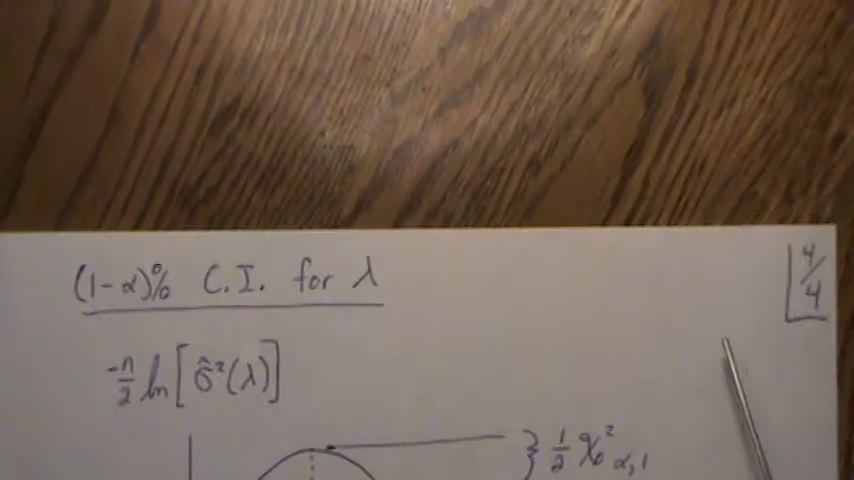 (1-α)% C.I. for λ
4/4
-n/2 ln[σ̂²(λ)]
} 1/2 χ²α,1